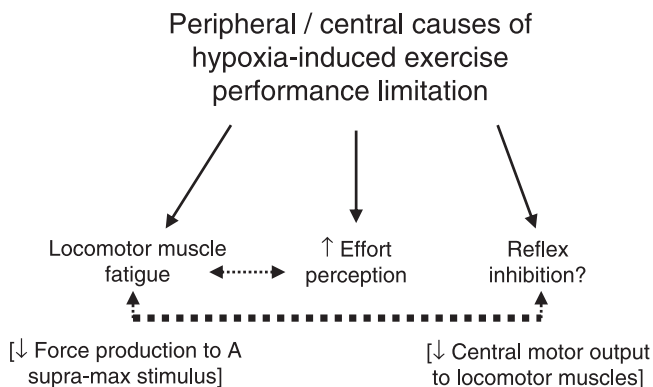 Peripheral / central causes of
hypoxia-induced exercise
performance limitation
Locomotor muscle
fatigue
↑ Effort
perception
Reflex
inhibition?
[↓ Force production to A
supra-max stimulus]
[↓ Central motor output
to locomotor muscles]